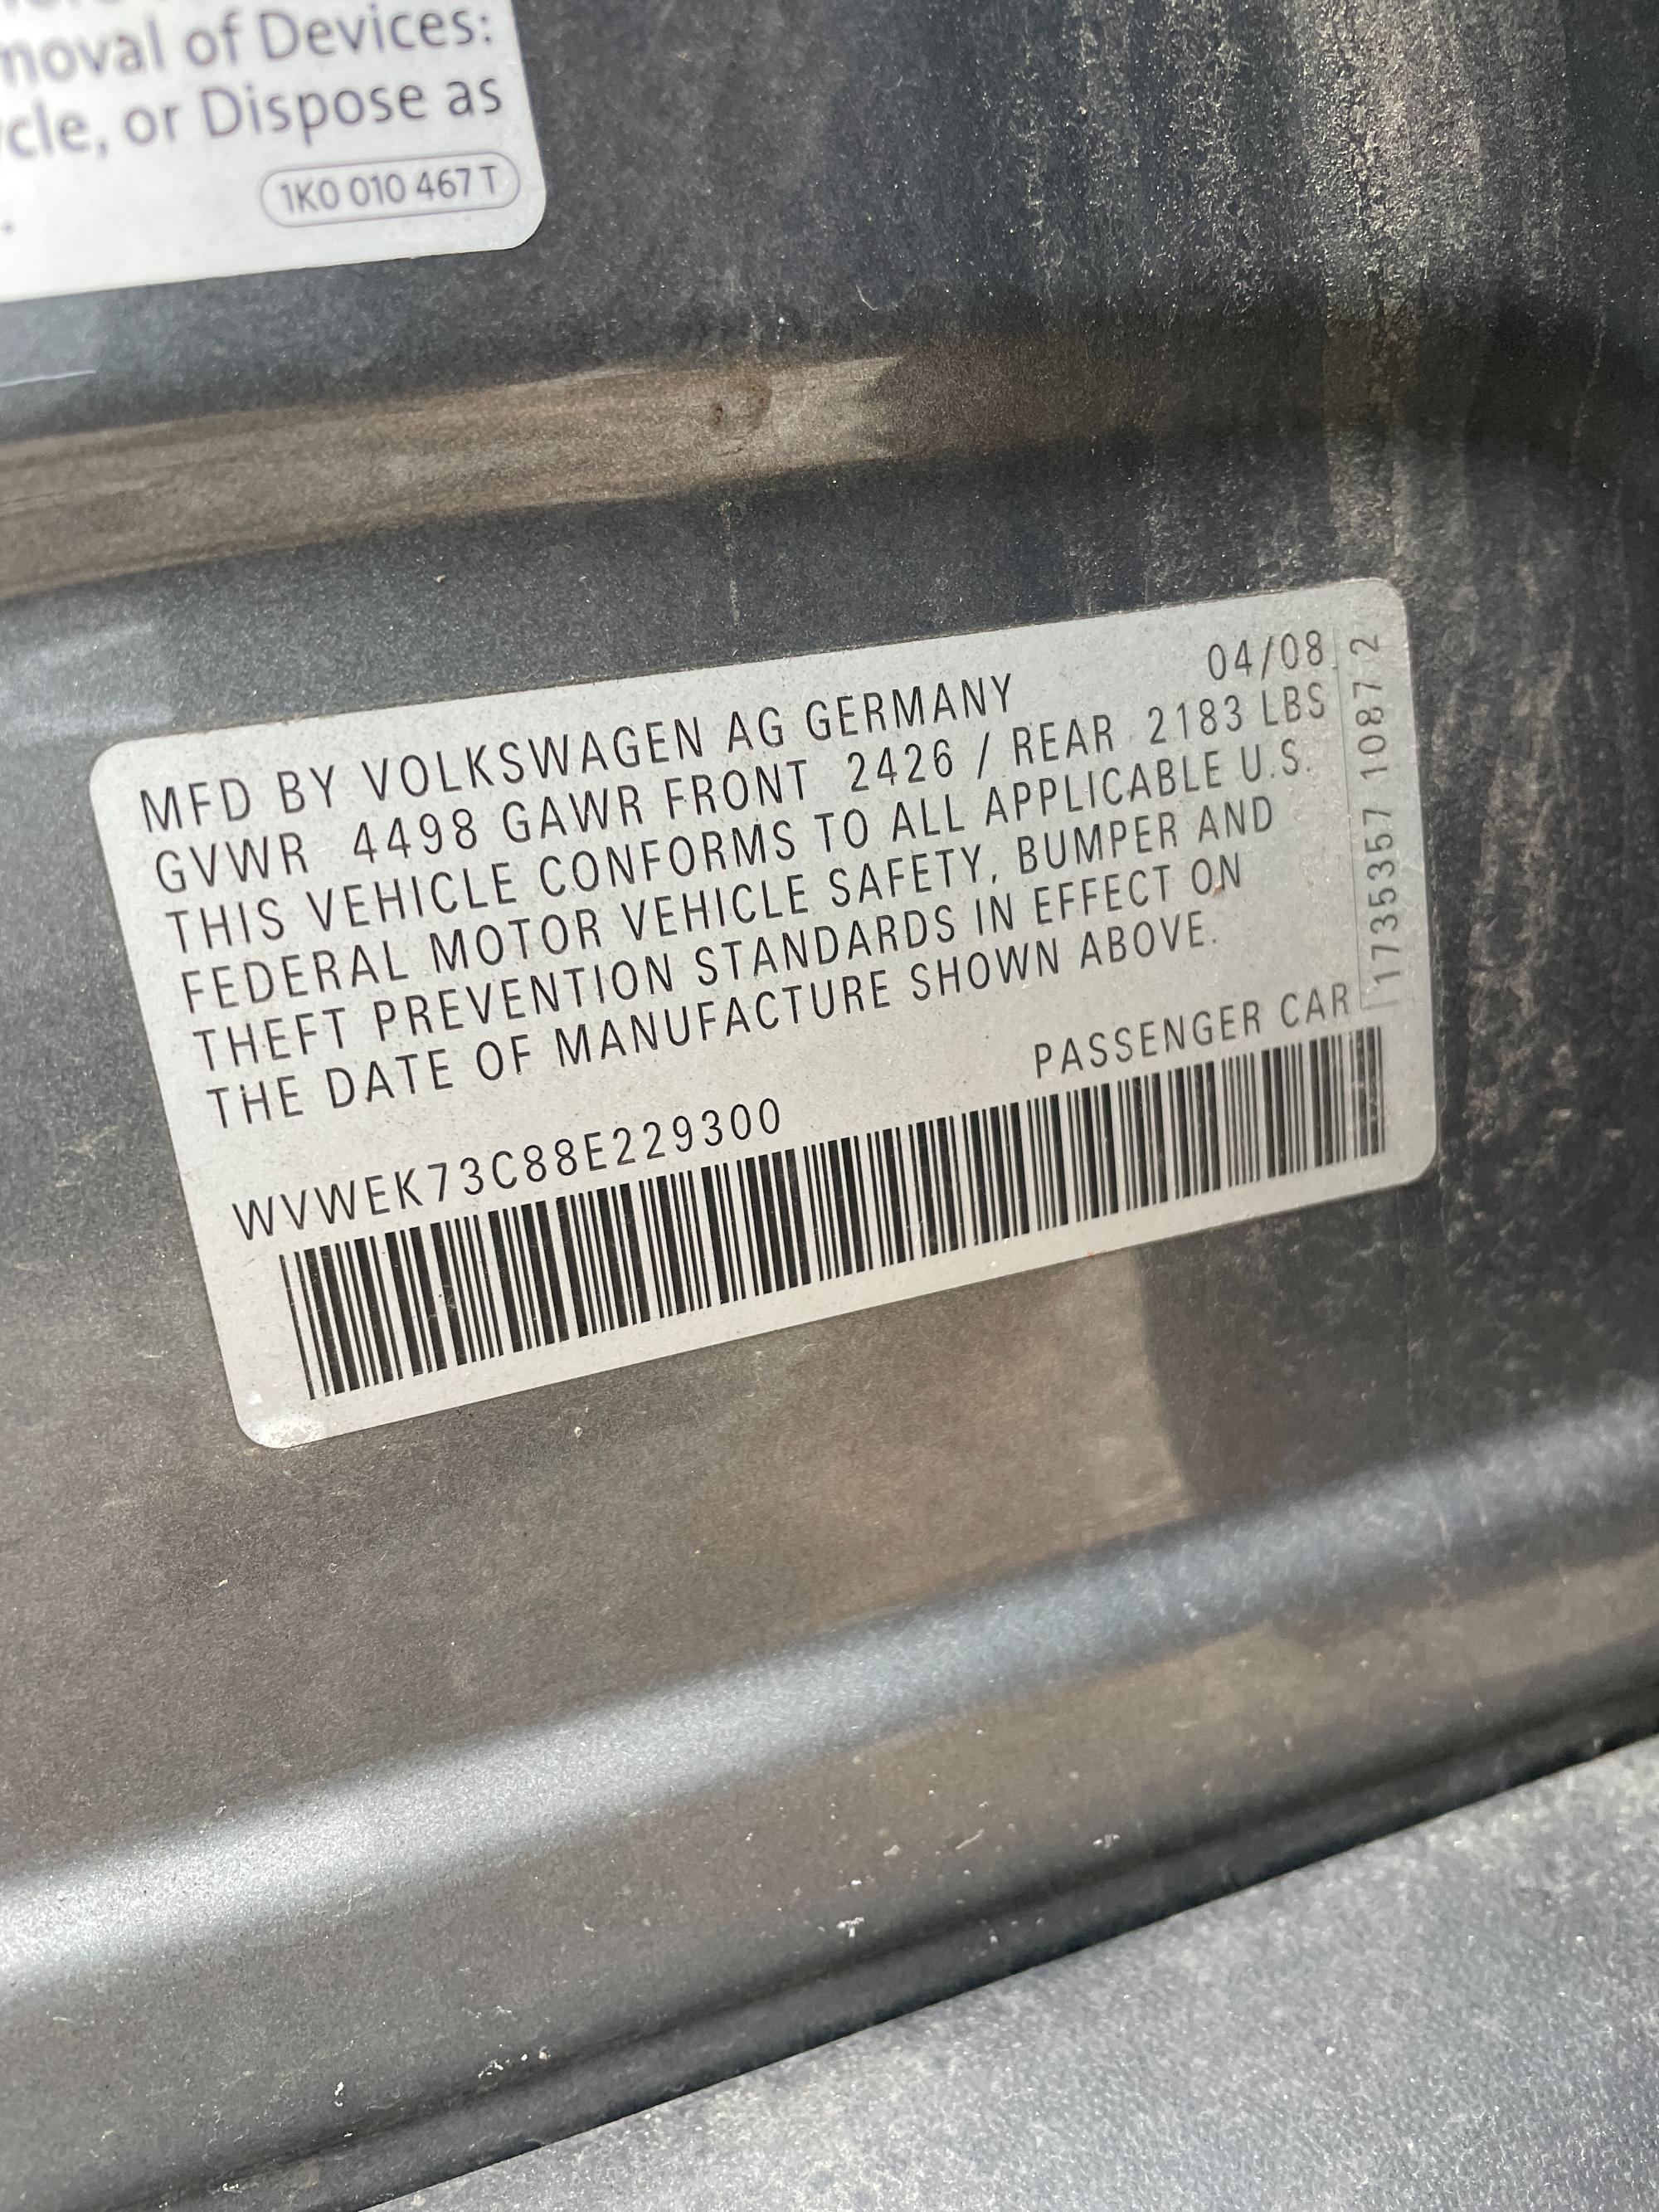 moval of Devices:
cle, or Dispose as
1K0 010 467 T
04/08
MFD BY VOLKSWAGEN AG GERMANY
GVWR 4498 GAWR FRONT 2426 / REAR 2183 LBS
THIS VEHICLE CONFORMS TO ALL APPLICABLE U.S.
FEDERAL MOTOR VEHICLE SAFETY, BUMPER AND
THEFT PREVENTION STANDARDS IN EFFECT ON
THE DATE OF MANUFACTURE SHOWN ABOVE.
PASSENGER CAR
WVWEK73C88E229300
1735357 10872